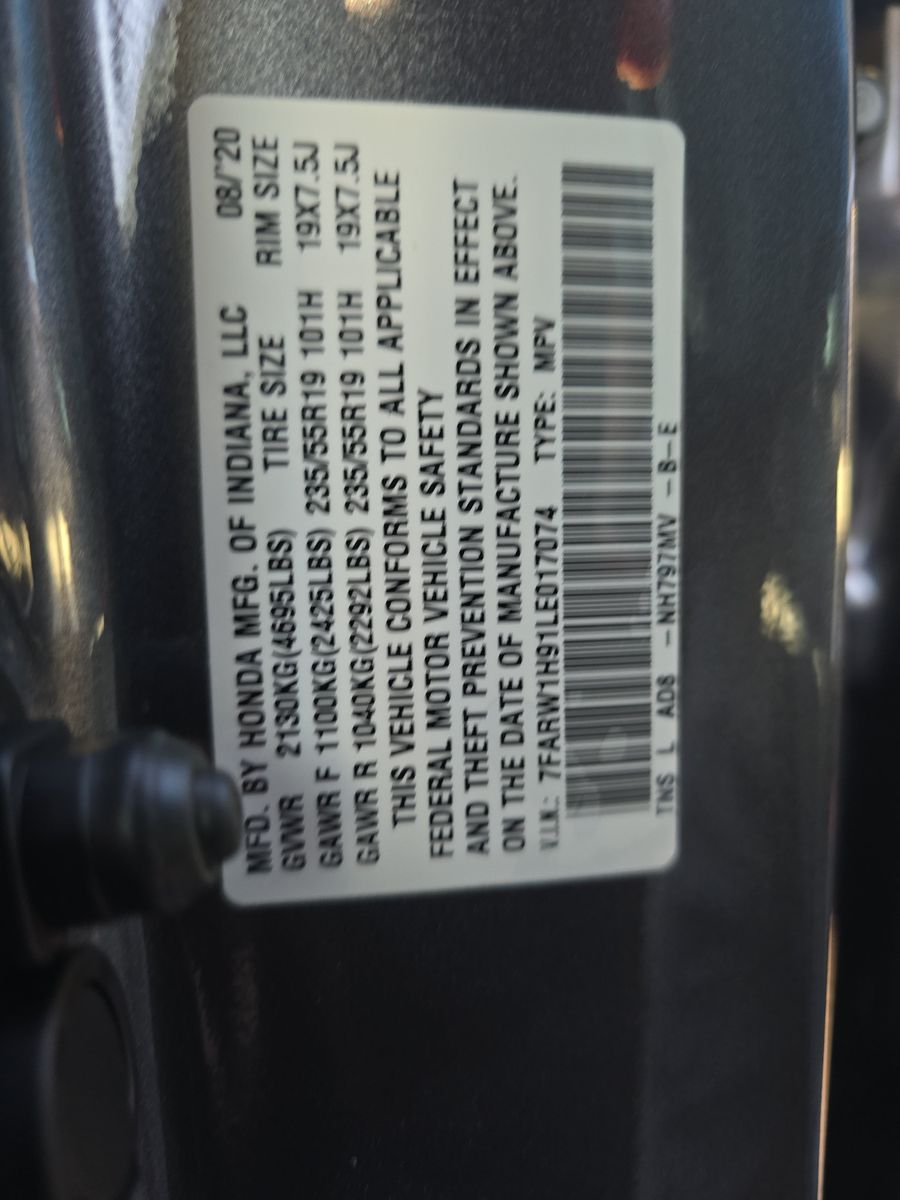 MFD. BY HONDA MFG. OF INDIANA, LLC 08/'20
GVWR 2130KG(4695LBS) TIRE SIZE RIM SIZE
GAWR F 1100KG(2425LBS) 235/55R19 101H 19X7.5J
GAWR R 1040KG(2292LBS) 235/55R19 101H 19X7.5J
THIS VEHICLE CONFORMS TO ALL APPLICABLE
FEDERAL MOTOR VEHICLE SAFETY
AND THEFT PREVENTION STANDARDS IN EFFECT
ON THE DATE OF MANUFACTURE SHOWN ABOVE.
V.I.N.: 7FARW1H91LE017074 TYPE: MPV
TNS L AD8 -NH797MV -B-E